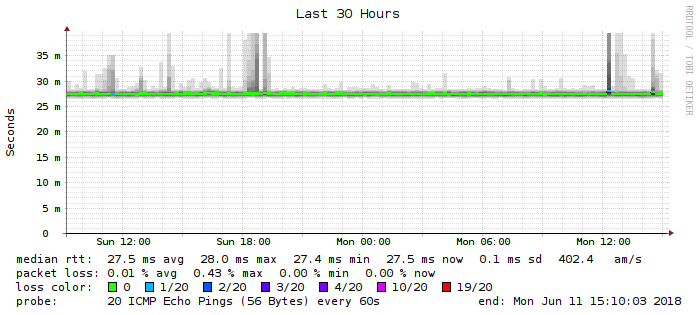 Last 30 Hours
RRDTOOL / TOBI OETIKER
Seconds
35 m
30 m
25 m
20 m
15 m
10 m
5 m
0
Sun 12:00 Sun 18:00 Mon 00:00 Mon 06:00 Mon 12:00
median rtt: 27.5 ms avg 28.0 ms max 27.4 ms min 27.5 ms now 0.1 ms sd 402.4 am/s
packet loss: 0.01 % avg 0.43 % max 0.00 % min 0.00 % now
loss color: 0 1/20 2/20 3/20 4/20 10/20 19/20
probe: 20 ICMP Echo Pings (56 Bytes) every 60s end: Mon Jun 11 15:10:03 2018